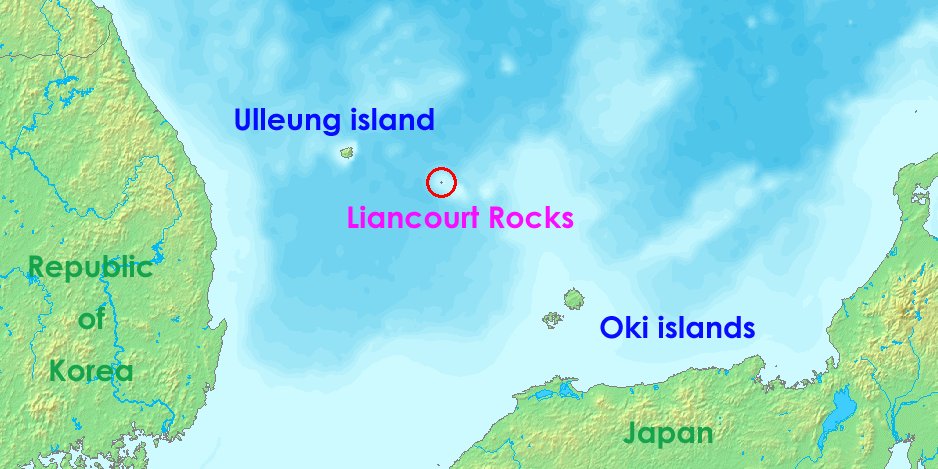 Ulleung island
Liancourt Rocks
Republic
of
Korea
Oki islands
Japan